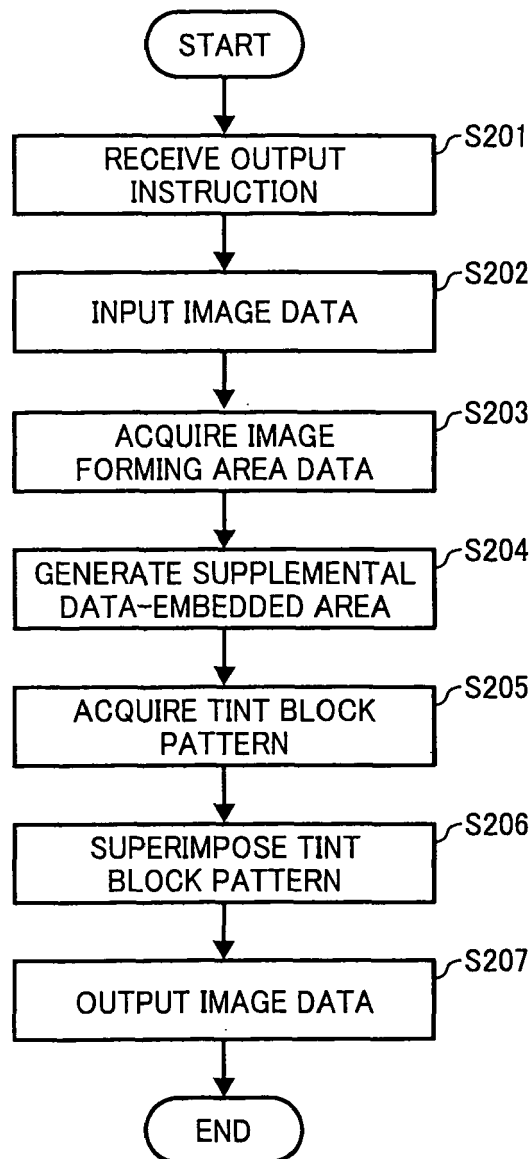 START
S201
RECEIVE OUTPUT
INSTRUCTION
S202
INPUT IMAGE DATA
S203
ACQUIRE IMAGE
FORMING AREA DATA
S204
GENERATE SUPPLEMENTAL
DATA-EMBEDDED AREA
S205
ACQUIRE TINT BLOCK
PATTERN
S206
SUPERIMPOSE TINT
BLOCK PATTERN
S207
OUTPUT IMAGE DATA
END